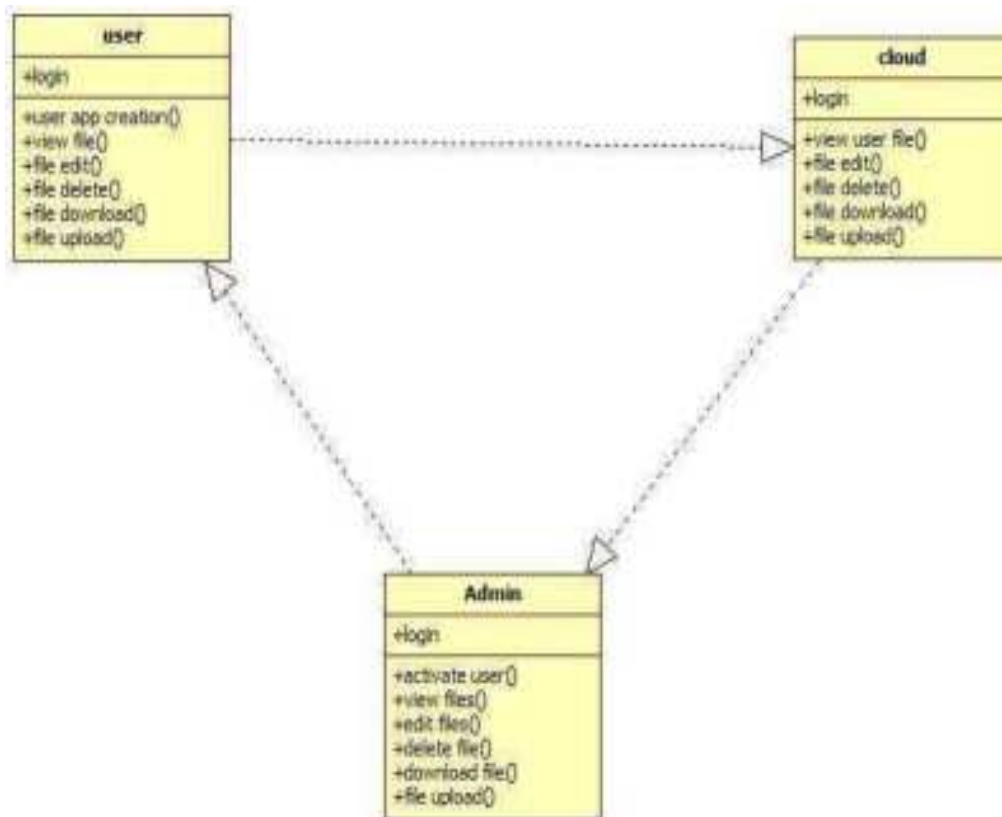 user
+login
+user app creation()
+view file()
+file edit()
+file delete()
+file download()
+file upload()
cloud
+login
+view user file()
+file edit()
+file delete()
+file download()
+file upload()
Admin
+login
+activate user()
+view files()
+edit files()
+delete file()
+download file()
+file upload()